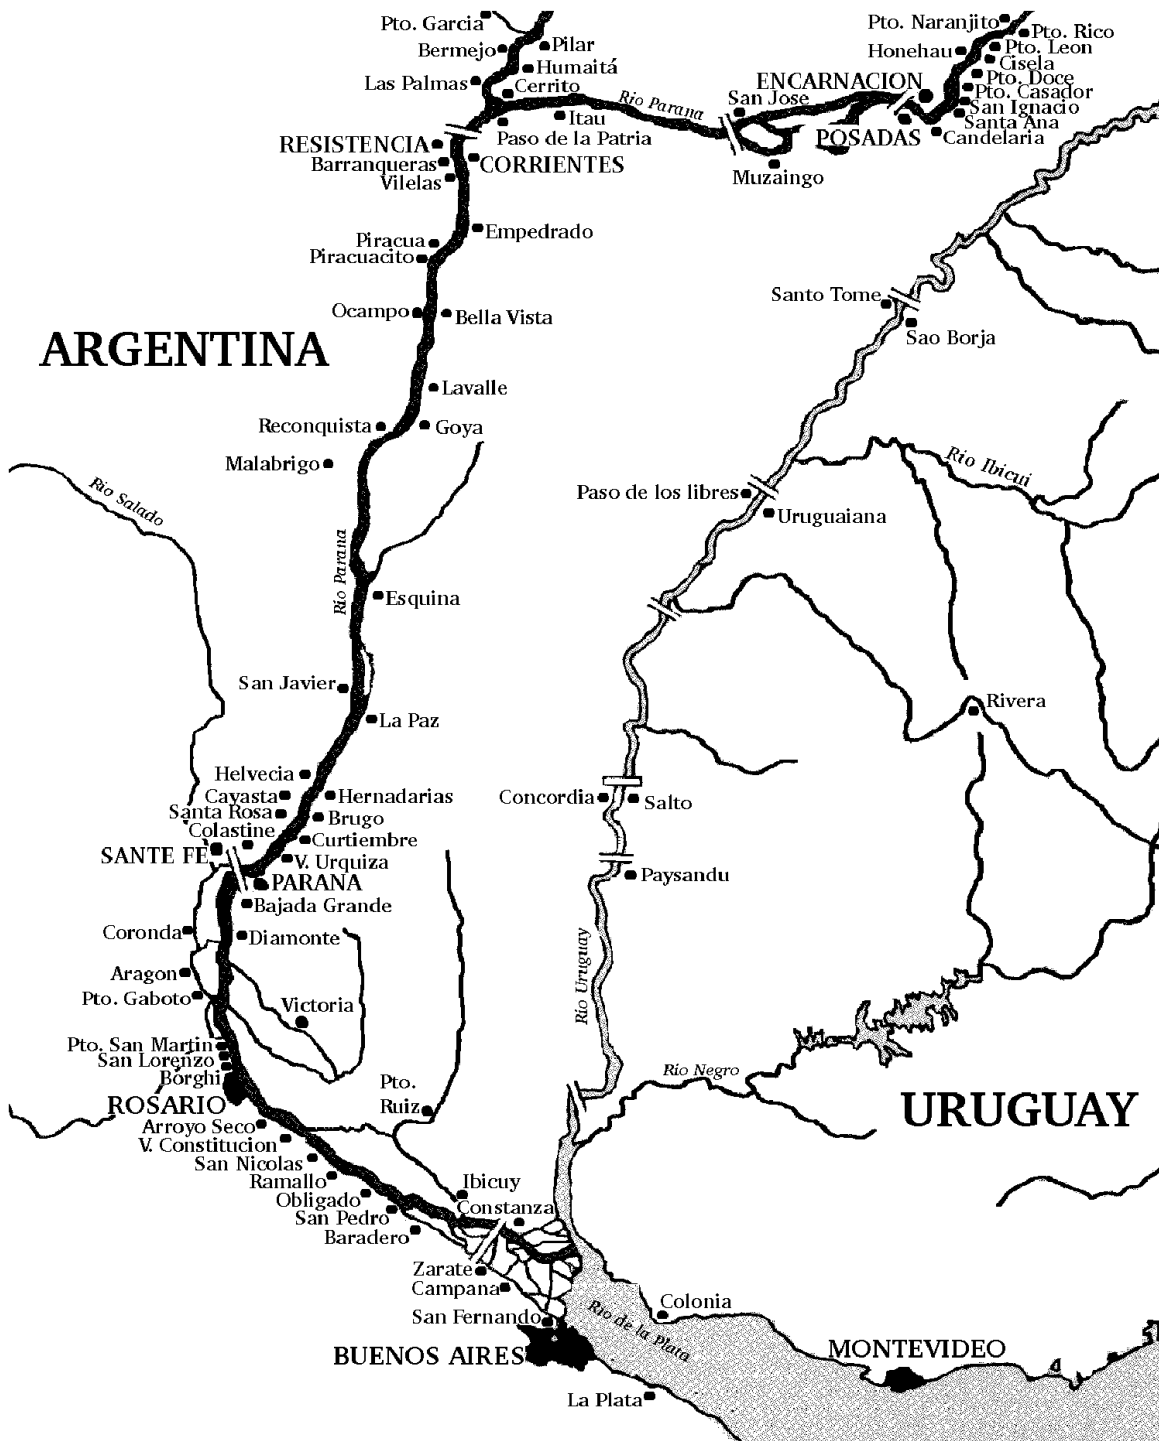 Pto. Garcia
Pto. Naranjito
Pto. Rico
Bermejo
Pilar
Honehau
Pto. Leon
Humaitá
Cisela
Las Palmas
Cerrito
ENCARNACION
Pto. Doce
Pto. Casador
Rio Parana
San Jose
San Ignacio
Itau
Santa Ana
RESISTENCIA
Paso de la Patria
POSADAS
Candelaria
Barranqueras
CORRIENTES
Vilelas
Muzaingo
Piracua
Empedrado
Piracuacito
Santo Tome
Ocampo
Bella Vista
Sao Borja
ARGENTINA
Lavalle
Reconquista
Goya
Malabrigo
Rio Ibicui
Rio Salado
Paso de los libres
Uruguaiana
Rio Parana
Esquina
San Javier
La Paz
Rivera
Helvecia
Cayasta
Hernadarias
Concordia
Salto
Santa Rosa
Brugo
Colastine
Curtiembre
SANTE FE
V. Urquiza
PARANA
Paysandu
Bajada Grande
Coronda
Diamonte
Aragon
Rio Uruguay
Pto. Gaboto
Victoria
Pto. San Martin
San Lorenzo
Borghi
Rio Negro
Pto.
Ruiz
ROSARIO
URUGUAY
Arroyo Seco
V. Constitucion
San Nicolas
Ramallo
Ibicuy
Obligado
Constanza
San Pedro
Baradero
Zarate
Campana
Colonia
San Fernando
Rio de la Plata
BUENOS AIRES
MONTEVIDEO
La Plata